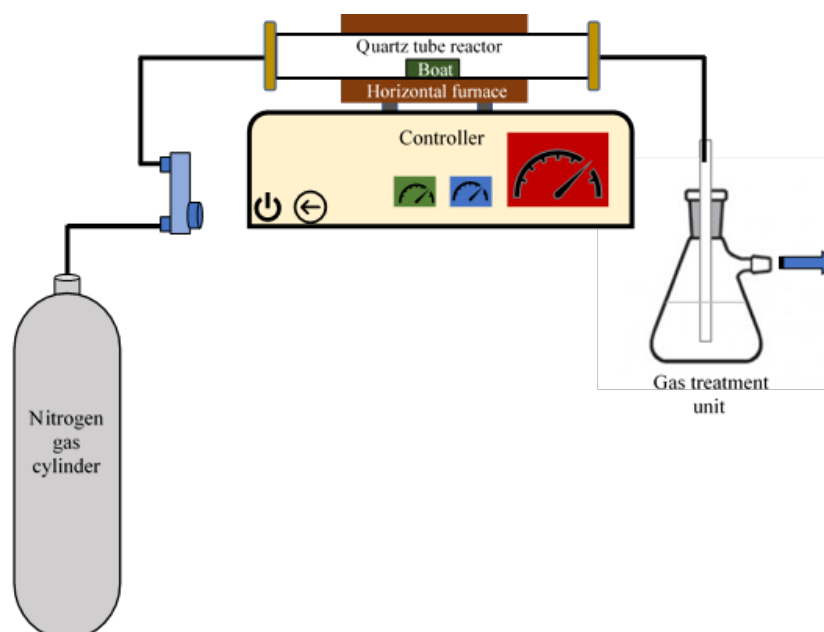 Quartz tube reactor
Boat
Horizontal furnace
Controller
Nitrogen
gas
cylinder
Gas treatment
unit